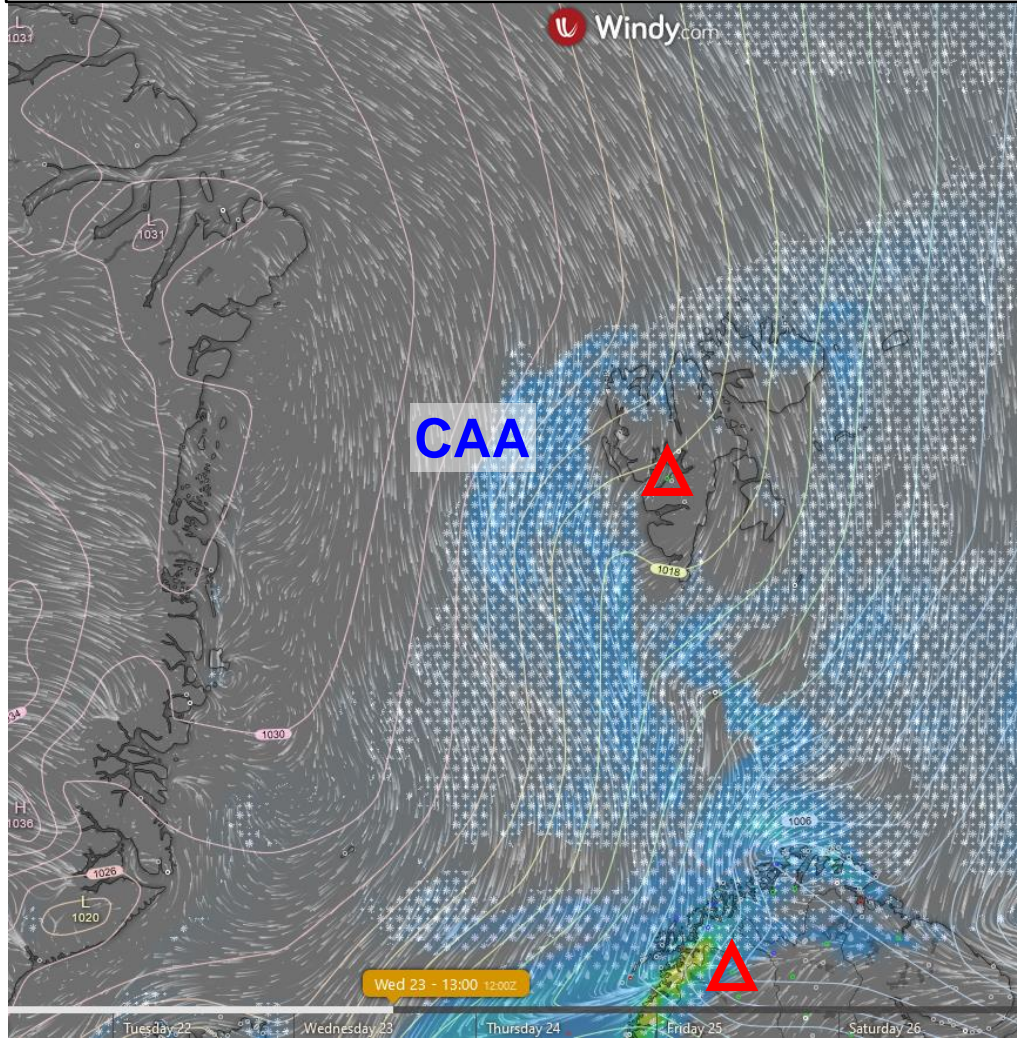 L
1031
Windy.com
L
1031
CAA
1018
34
1030
H
1036
1006
1026
L
1020
Wed 23 - 13:00 12:00Z
Tuesday 22 Wednesday 23 Thursday 24 Friday 25 Saturday 26